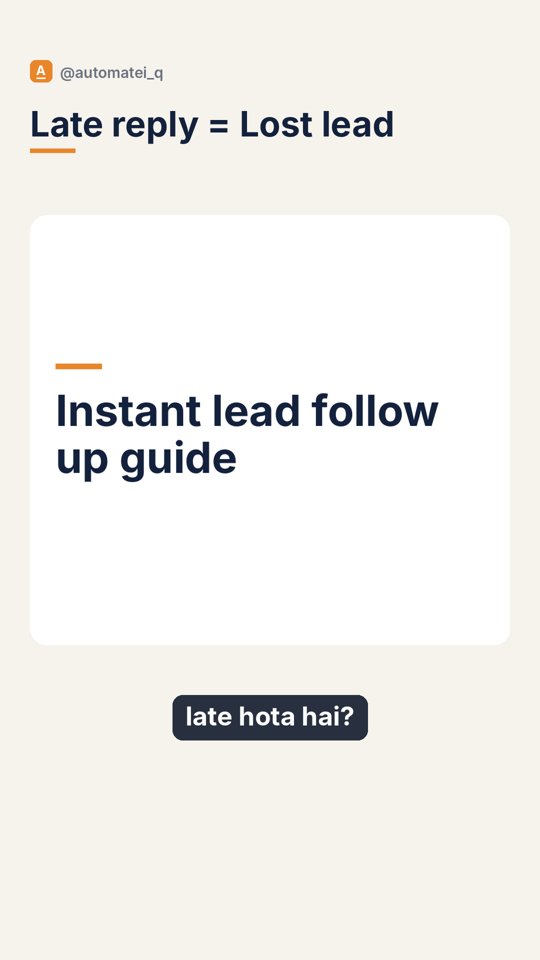 A
@automatei_q
Late reply = Lost lead
Instant lead follow
up guide
late hota hai?